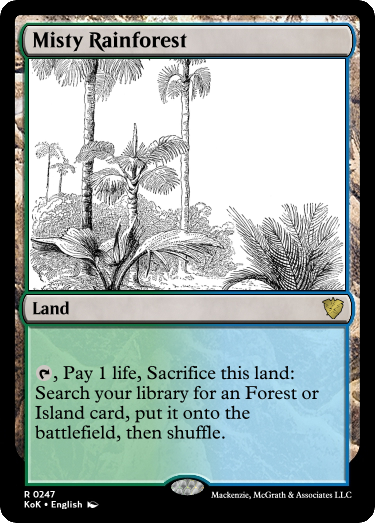 Misty Rainforest
Land
, Pay 1 life, Sacrifice this land:
Search your library for an Forest or
Island card, put it onto the
battlefield, then shuffle.
R 0247
KoK • English
Mackenzie, McGrath & Associates LLC